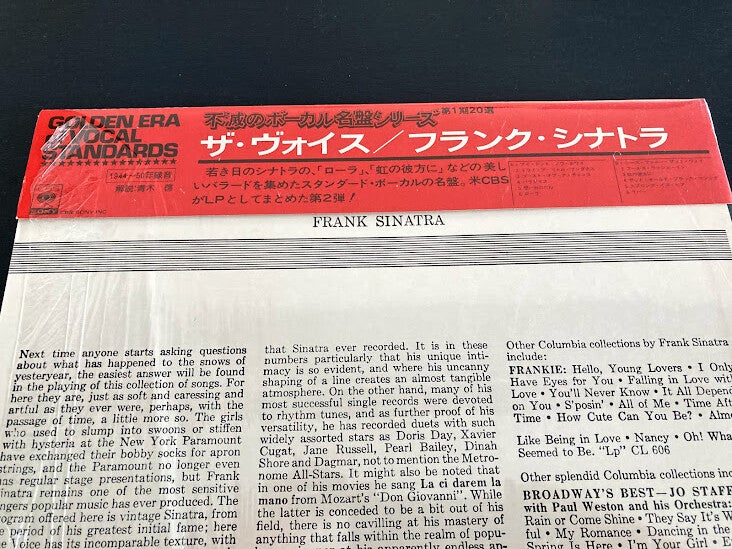 GOLDEN ERA
OF VOCAL
STANDARDS
1944〜50年録音
解説:青木 啓
SONY
CBS SONY INC.
不滅のボーカル名盤シリーズ 第1期20選
ザ・ヴォイス/フランク・シナトラ
若き日のシナトラの、「ローラ」、「虹の彼方に」などの美し
いバラードを集めたスタンダード・ボーカルの名盤。米CBS
がLPとしてまとめた第2弾!
FRANK SINATRA
Next time anyone starts asking questions
about what has happened to the snows of
yesteryear, the easiest answer will be found
in the playing of this collection of songs. For
here they are, just as soft and caressing and
artful as they ever were, perhaps, with the
passage of time, a little more so. The girls
who used to slump into swoons or stiffen
with hysteria at the New York Paramount
have exchanged their bobby socks for apron
strings, and the Paramount no longer even
has regular stage presentations, but Frank
Sinatra remains one of the most sensitive
singers popular music has ever produced. The
program offered here is vintage Sinatra, from
the period of his greatest initial fame; here
voice has its incomparable texture, with
that Sinatra ever recorded. It is in these
numbers particularly that his unique inti-
macy is so evident, and where his uncanny
shaping of a line creates an almost tangible
atmosphere. On the other hand, many of his
most successful single records were devoted
to rhythm tunes, and as further proof of his
versatility, he has recorded duets with such
widely assorted stars as Doris Day, Xavier
Cugat, Jane Russell, Pearl Bailey, Dinah
Shore and Dagmar, not to mention the Metro-
nome All-Stars. It might also be noted that
in one of his movies he sang La ci darem la
mano from Mozart's "Don Giovanni". While
the latter is conceded to be a bit out of his
field, there is no cavilling at his mastery of
anything that falls within the realm of popu-
Other Columbia collections by Frank Sinatra
include:
FRANKIE: Hello, Young Lovers • I Only
Have Eyes for You • Falling in Love with
Love • You'll Never Know • It All Depend
on You • S'posin' • All of Me • Time Aft
Time • How Cute Can You Be? • Almo
Like Being in Love • Nancy • Oh! Wha
Seemed to Be. "Lp" CL 606
Other splendid Columbia collections inc
BROADWAY'S BEST—JO STAFF
with Paul Weston and his Orchestra:
Rain or Come Shine • They Say It's W
ful • My Romance • Dancing in the
Spring Is Here • I'm Your Girl • E